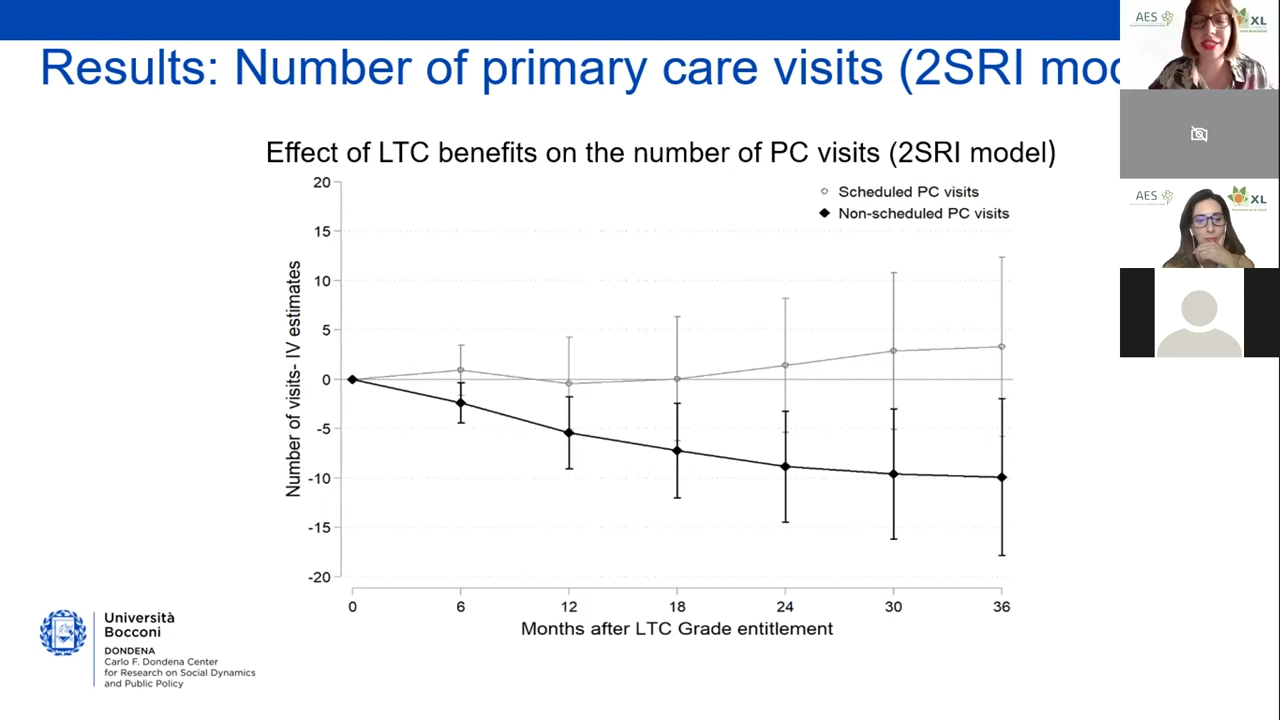 Results: Number of primary care visits (2SRI mod
Effect of LTC benefits on the number of PC visits (2SRI model)
Scheduled PC visits
Non-scheduled PC visits
Number of visits- IV estimates
20
15
10
5
0
-5
-10
-15
-20
0 6 12 18 24 30 36
Months after LTC Grade entitlement
Università
Bocconi
DONDENA
Carlo F. Dondena Center
for Research on Social Dynamics
and Public Policy
AES XL
AES XL